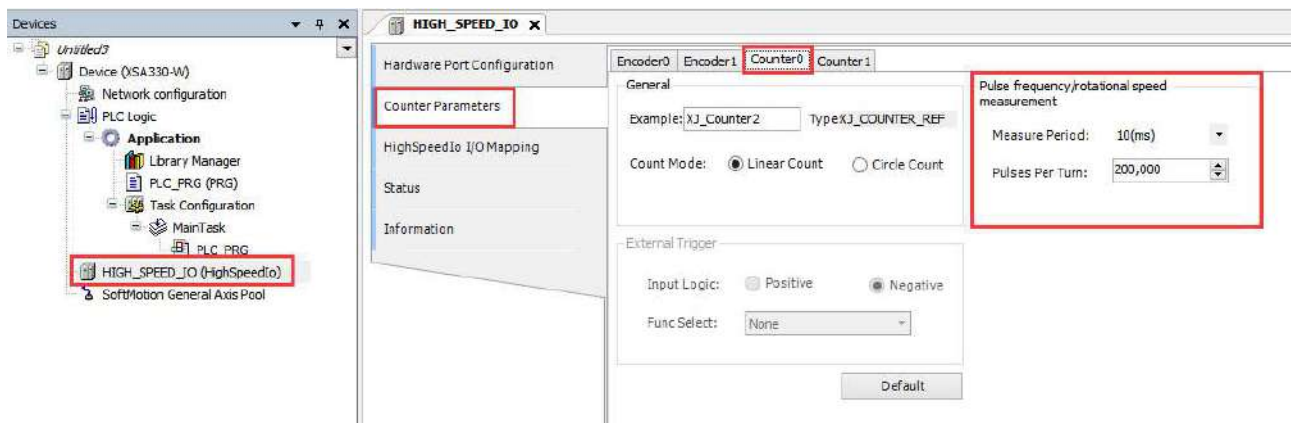 Devices
Untitled3
Device (XSA330-W)
Network configuration
PLC Logic
Application
Library Manager
PLC_PRG (PRG)
Task Configuration
MainTask
PLC_PRG
HIGH_SPEED_IO (HighSpeedIo)
SoftMotion General Axis Pool
HIGH_SPEED_IO
Hardware Port Configuration
Counter Parameters
HighSpeedIo I/O Mapping
Status
Information
Encoder0 Encoder1 Counter0 Counter1
General
Example: XJ_Counter2 Type:XJ_COUNTER_REF
Count Mode: Linear Count Circle Count
External Trigger
Input Logic: Positive Negative
Func Select: None
Default
Pulse frequency/rotational speed
measurement
Measure Period: 10(ms)
Pulses Per Turn: 200,000